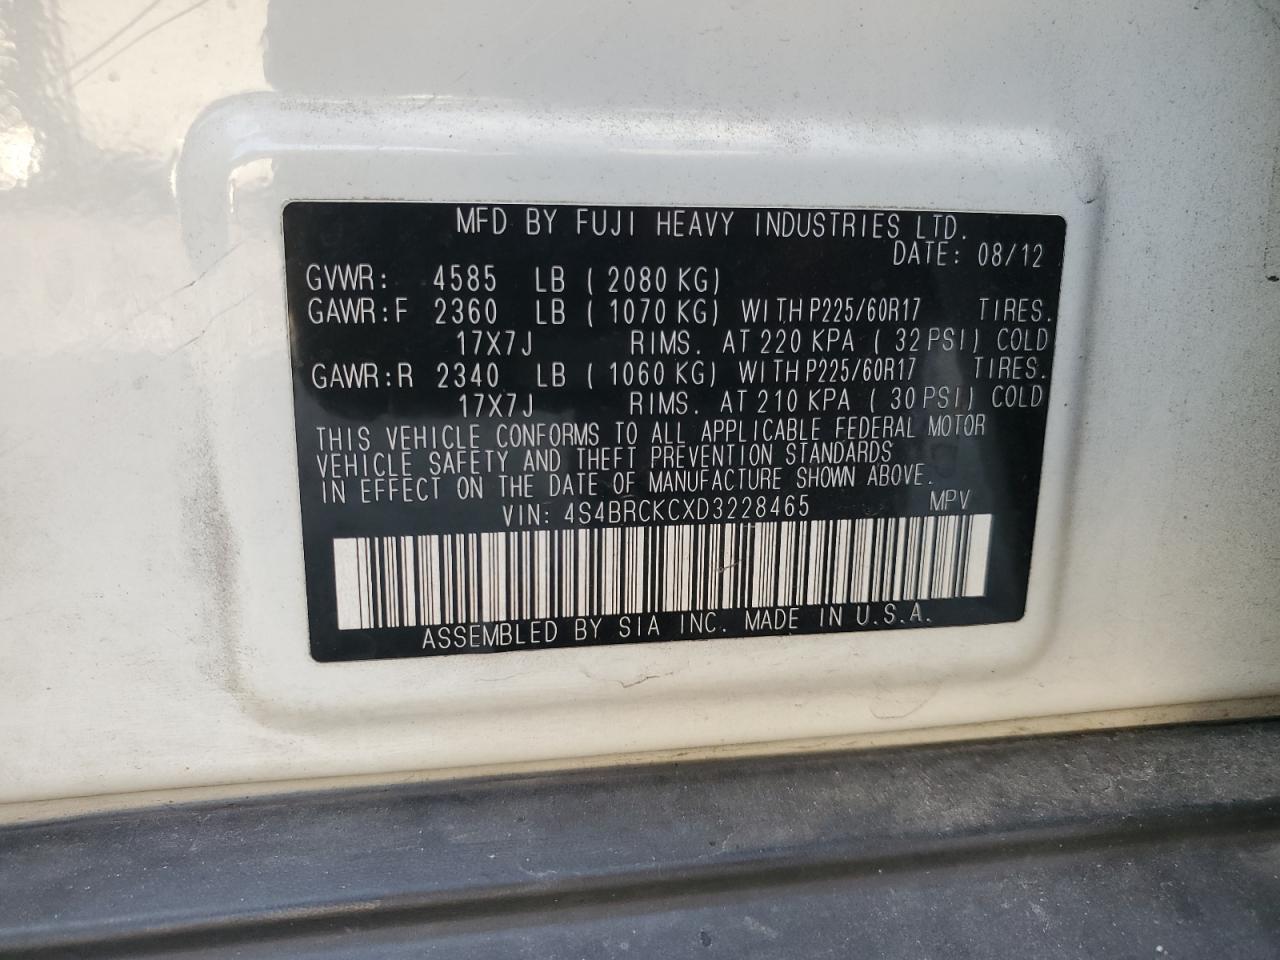 MFD BY FUJI HEAVY INDUSTRIES LTD.
DATE: 08/12
GVWR: 4585 LB ( 2080 KG)
GAWR:F 2360 LB ( 1070 KG) WITH P225/60R17 TIRES.
17X7J RIMS. AT 220 KPA ( 32 PSI) COLD
GAWR:R 2340 LB ( 1060 KG) WITH P225/60R17 TIRES.
17X7J RIMS. AT 210 KPA ( 30 PSI) COLD
THIS VEHICLE CONFORMS TO ALL APPLICABLE FEDERAL MOTOR
VEHICLE SAFETY AND THEFT PREVENTION STANDARDS
IN EFFECT ON THE DATE OF MANUFACTURE SHOWN ABOVE.
VIN: 4S4BRCKCXD3228465 MPV
ASSEMBLED BY SIA INC. MADE IN U.S.A.